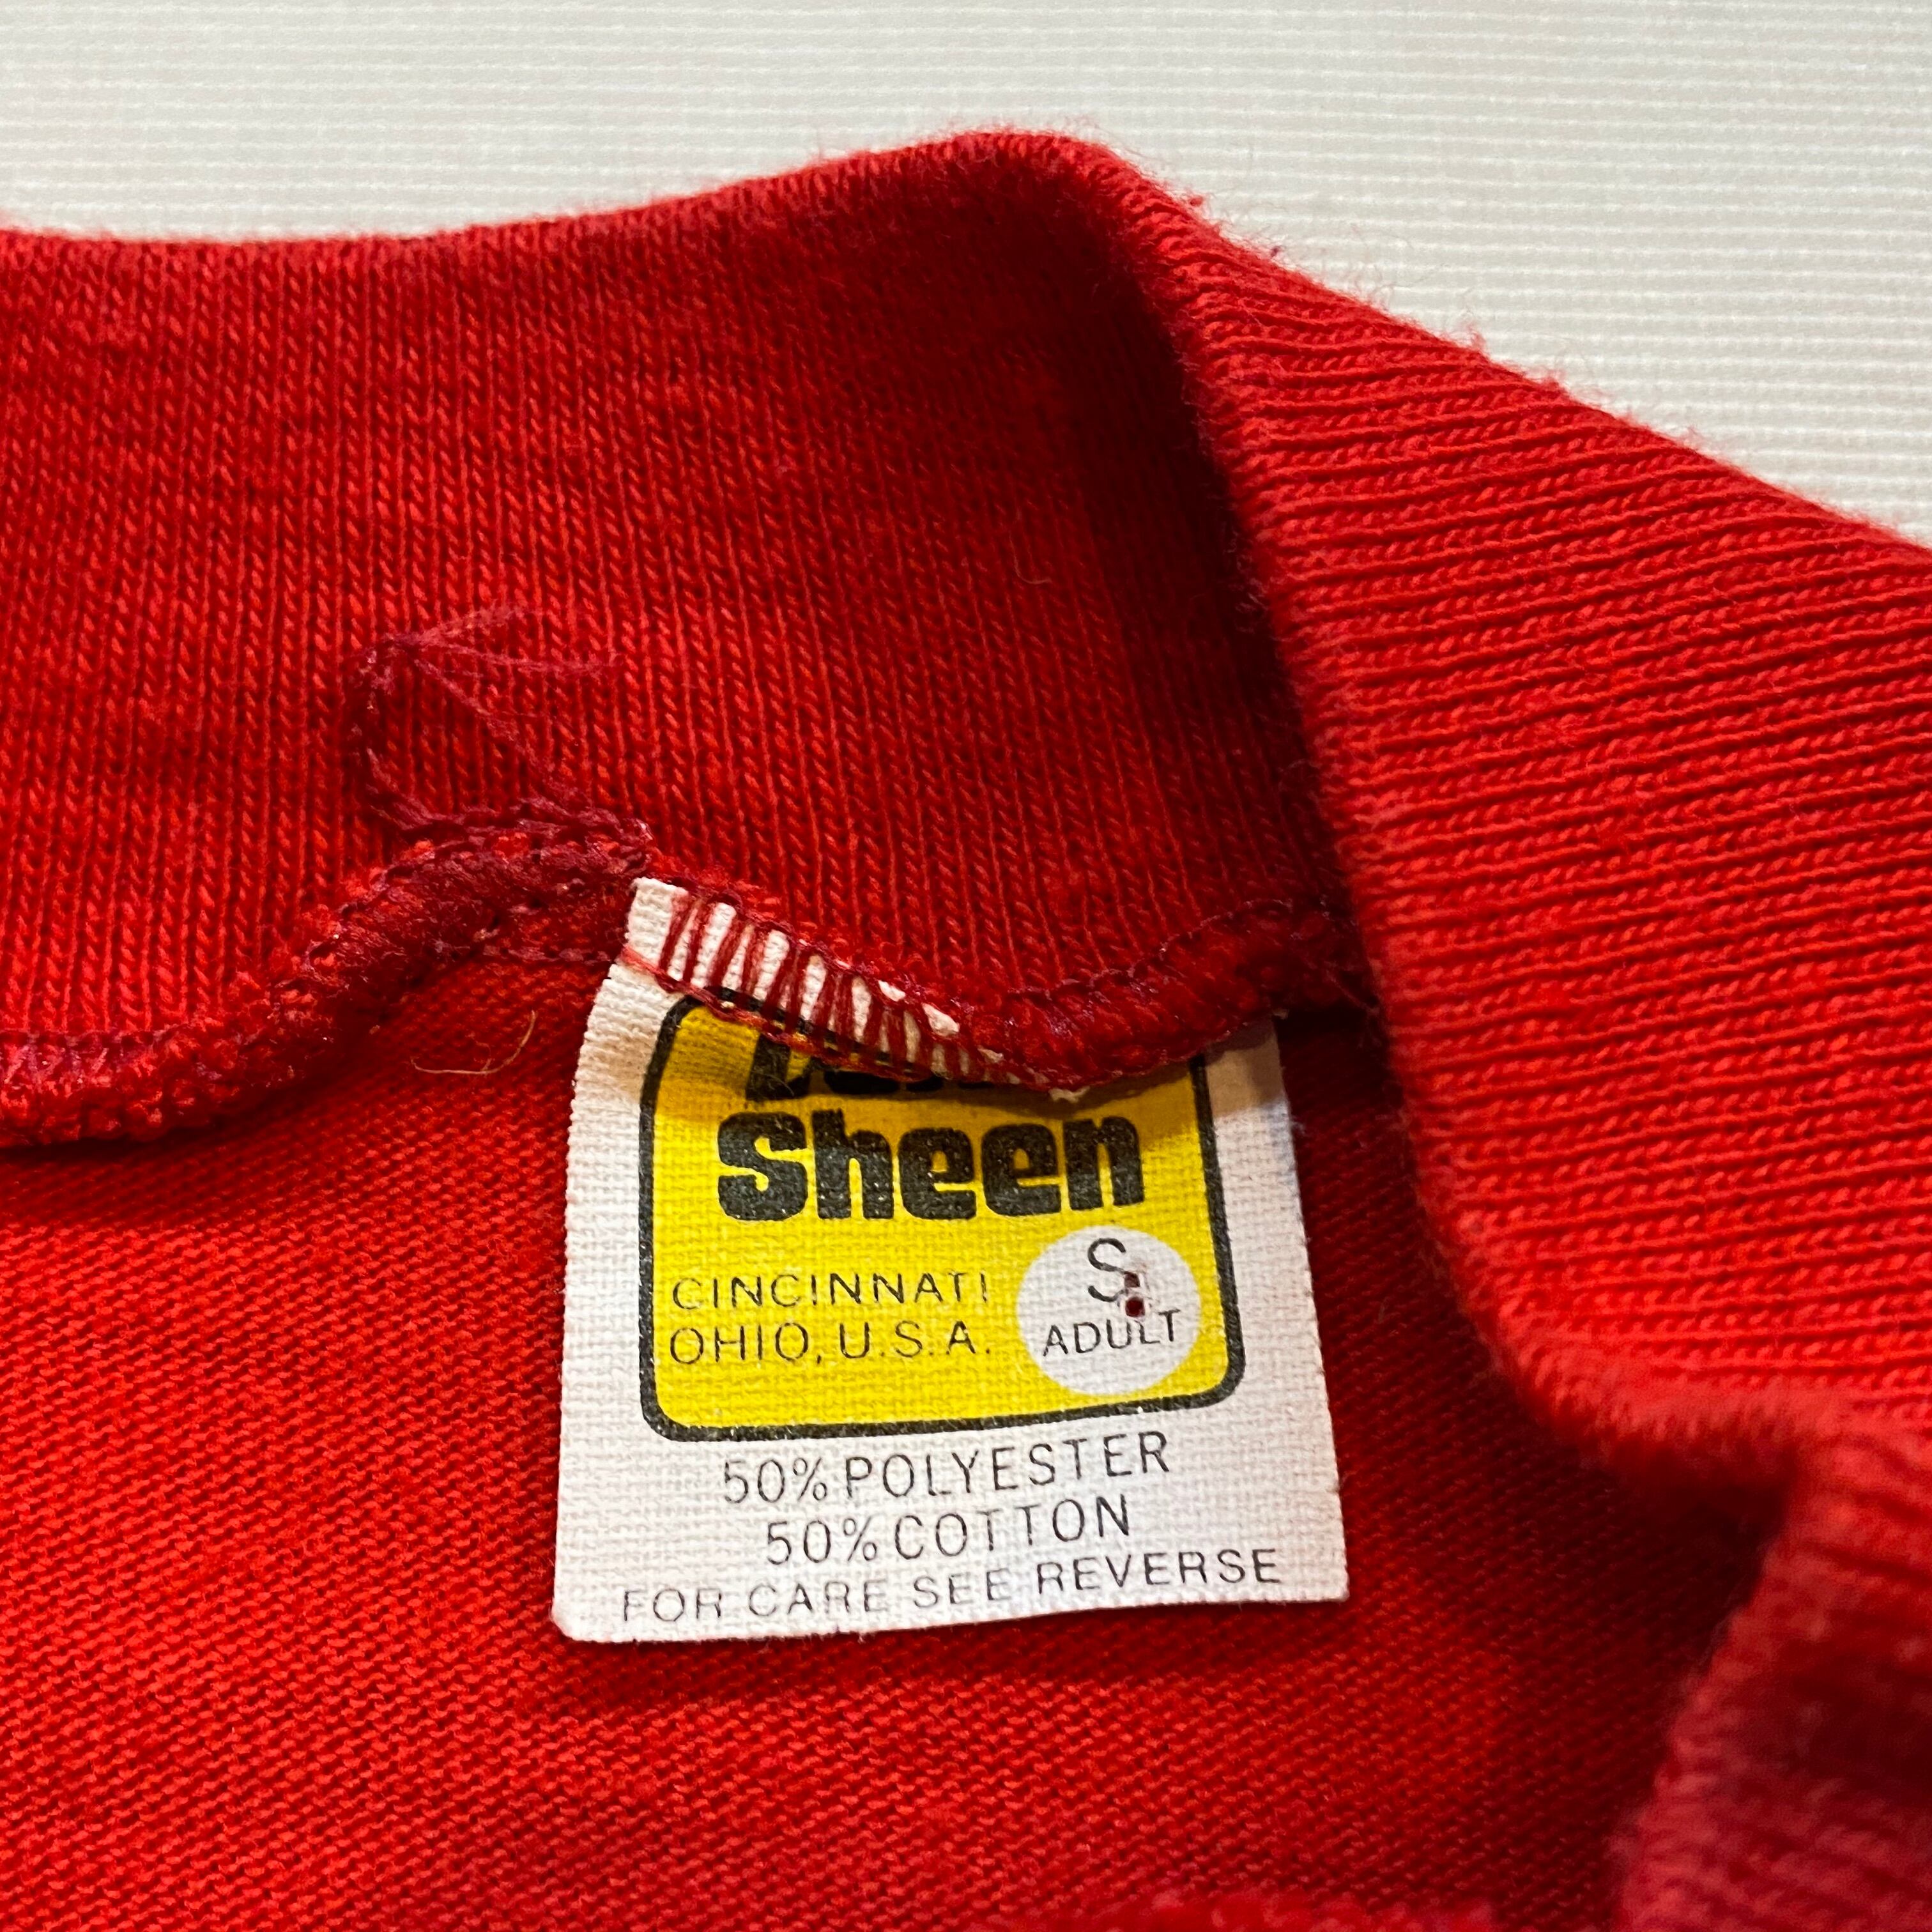 Sheen
S
CINCINNATI
OHIO, U.S.A.
ADULT
50% POLYESTER
50% COTTON
FOR CARE SEE REVERSE